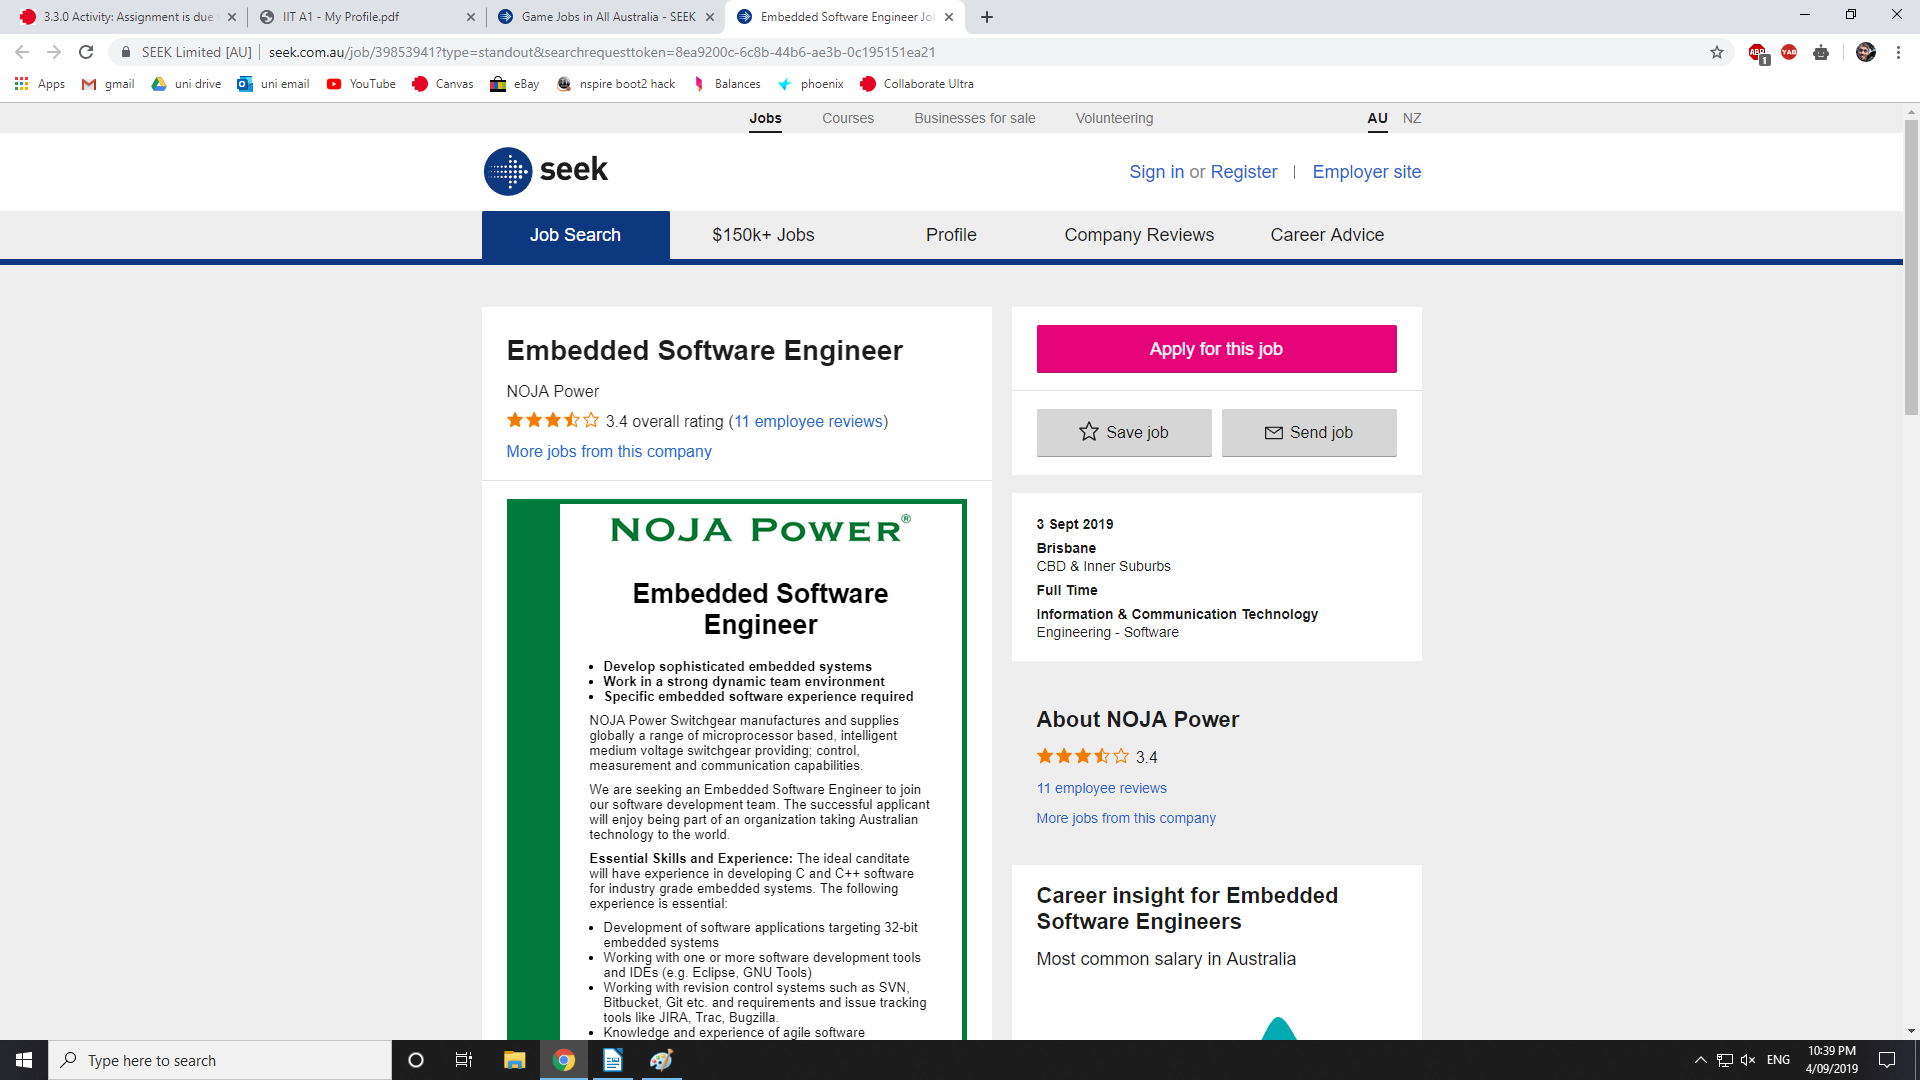 3.3.0 Activity: Assignment is due
IIT A1 - My Profile.pdf
Game Jobs in All Australia - SEEK
Embedded Software Engineer Jo
SEEK Limited [AU]
seek.com.au/job/39853941?type=standout&searchrequesttoken=8ea9200c-6c8b-44b6-ae3b-0c195151ea21
ABP
1
YAB
Apps
gmail
uni drive
uni email
YouTube
Canvas
eBay
nspire boot2 hack
Balances
phoenix
Collaborate Ultra
Jobs
Courses
Businesses for sale
Volunteering
AU
NZ
seek
Sign in or Register | Employer site
Job Search
$150k+ Jobs
Profile
Company Reviews
Career Advice
Embedded Software Engineer
NOJA Power
3.4 overall rating (11 employee reviews)
More jobs from this company
NOJA POWER®
Embedded Software
Engineer
• Develop sophisticated embedded systems
• Work in a strong dynamic team environment
• Specific embedded software experience required
NOJA Power Switchgear manufactures and supplies
globally a range of microprocessor based, intelligent
medium voltage switchgear providing; control,
measurement and communication capabilities.
We are seeking an Embedded Software Engineer to join
our software development team. The successful applicant
will enjoy being part of an organization taking Australian
technology to the world.
Essential Skills and Experience: The ideal canditate
will have experience in developing C and C++ software
for industry grade embedded systems. The following
experience is essential:
• Development of software applications targeting 32-bit
embedded systems
• Working with one or more software development tools
and IDEs (e.g. Eclipse, GNU Tools)
• Working with revision control systems such as SVN,
Bitbucket, Git etc. and requirements and issue tracking
tools like JIRA, Trac, Bugzilla.
• Knowledge and experience of agile software
Apply for this job
Save job
Send job
3 Sept 2019
Brisbane
CBD & Inner Suburbs
Full Time
Information & Communication Technology
Engineering - Software
About NOJA Power
3.4
11 employee reviews
More jobs from this company
Career insight for Embedded
Software Engineers
Most common salary in Australia
Type here to search
ENG
10:39 PM
4/09/2019